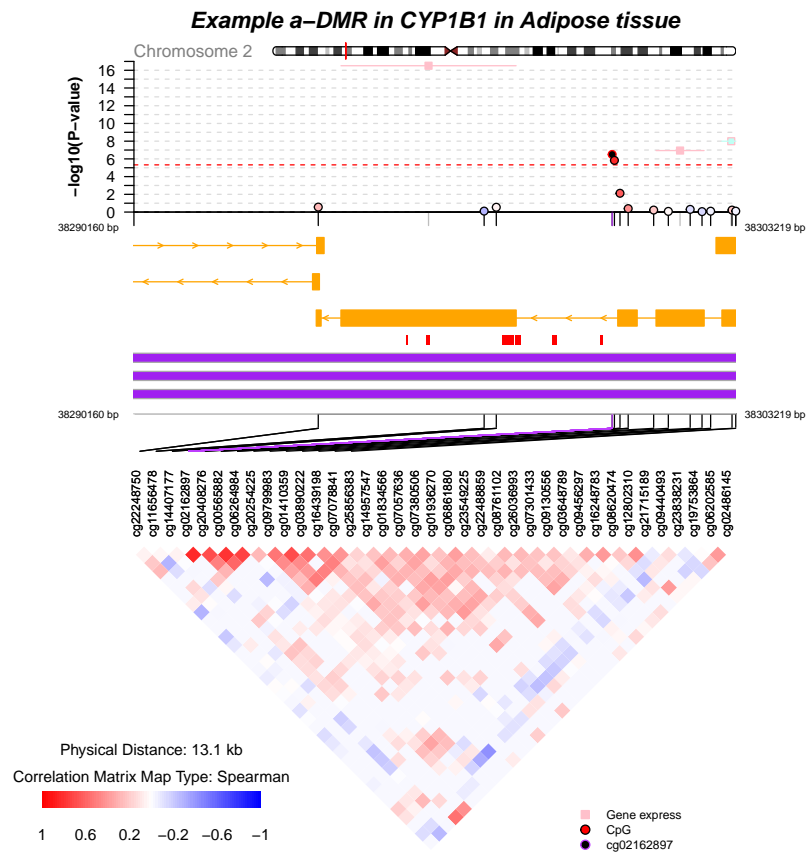 Example a–DMR in CYP1B1 in Adipose tissue
Chromosome 2
−log10(P-value)
16
14
12
10
8
6
4
2
0
38290160 bp
38303219 bp
38290160 bp
38303219 bp
cg22248750
cg11656478
cg14407177
cg02162897
cg20408276
cg00565882
cg06264984
cg20254225
cg09799983
cg01410359
cg03890222
cg16439198
cg07078841
cg25856383
cg14957547
cg01834566
cg07057636
cg07380506
cg01936270
cg06861880
cg23549225
cg22488859
cg08761102
cg26036993
cg07301433
cg09130556
cg03648789
cg09456297
cg16248783
cg08620474
cg12802310
cg21715189
cg09440493
cg23838231
cg19753864
cg06202585
cg02486145
Physical Distance: 13.1 kb
Correlation Matrix Map Type: Spearman
1 0.6 0.2 −0.2 −0.6 −1
Gene express
CpG
cg02162897